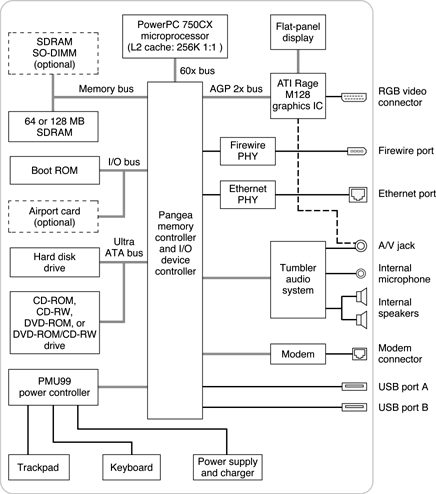 PowerPC 750CX
microprocessor
(L2 cache: 256K 1:1 )
Flat-panel
display
SDRAM
SO-DIMM
(optional)
60x bus
Memory bus
AGP 2x bus
ATI Rage
M128
graphics IC
RGB video
connector
64 or 128 MB
SDRAM
Firewire
PHY
Firewire port
I/O bus
Boot ROM
Ethernet
PHY
Ethernet port
Airport card
(optional)
Pangea
memory
controller
and I/O
device
controller
Ultra
ATA bus
A/V jack
Hard disk
drive
Tumbler
audio
system
Internal
microphone
Internal
speakers
CD-ROM,
CD-RW,
DVD-ROM, or
DVD-ROM/CD-RW
drive
Modem
Modem
connector
PMU99
power controller
USB port A
USB port B
Trackpad
Keyboard
Power supply
and charger